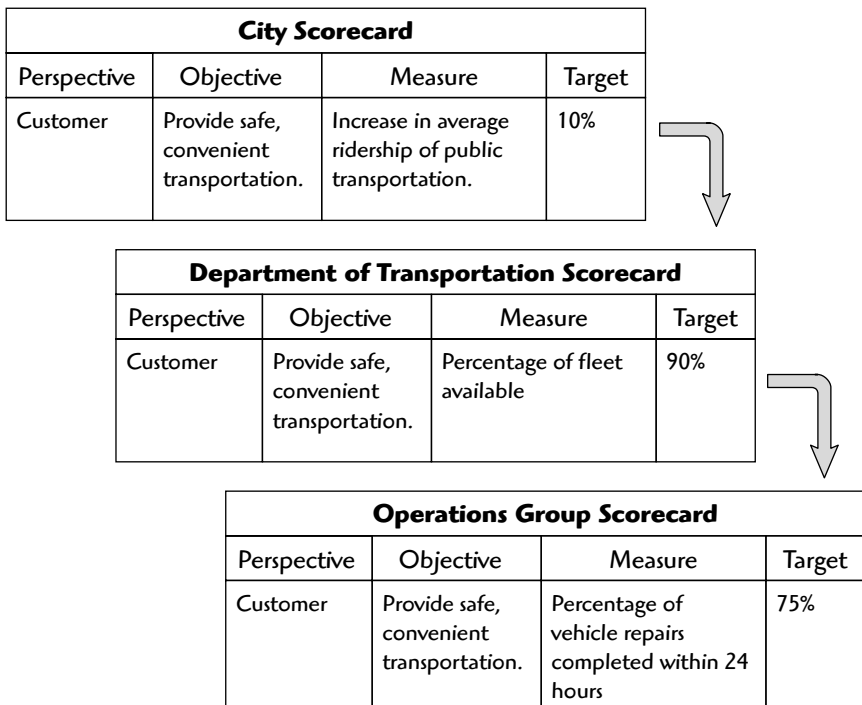 City Scorecard
Perspective Objective Measure Target
Customer Provide safe, Increase in average 10%
convenient ridership of public
transportation. transportation.
Department of Transportation Scorecard
Perspective Objective Measure Target
Customer Provide safe, Percentage of fleet 90%
convenient available
transportation.
Operations Group Scorecard
Perspective Objective Measure Target
Customer Provide safe, Percentage of 75%
convenient vehicle repairs
transportation. completed within 24
hours